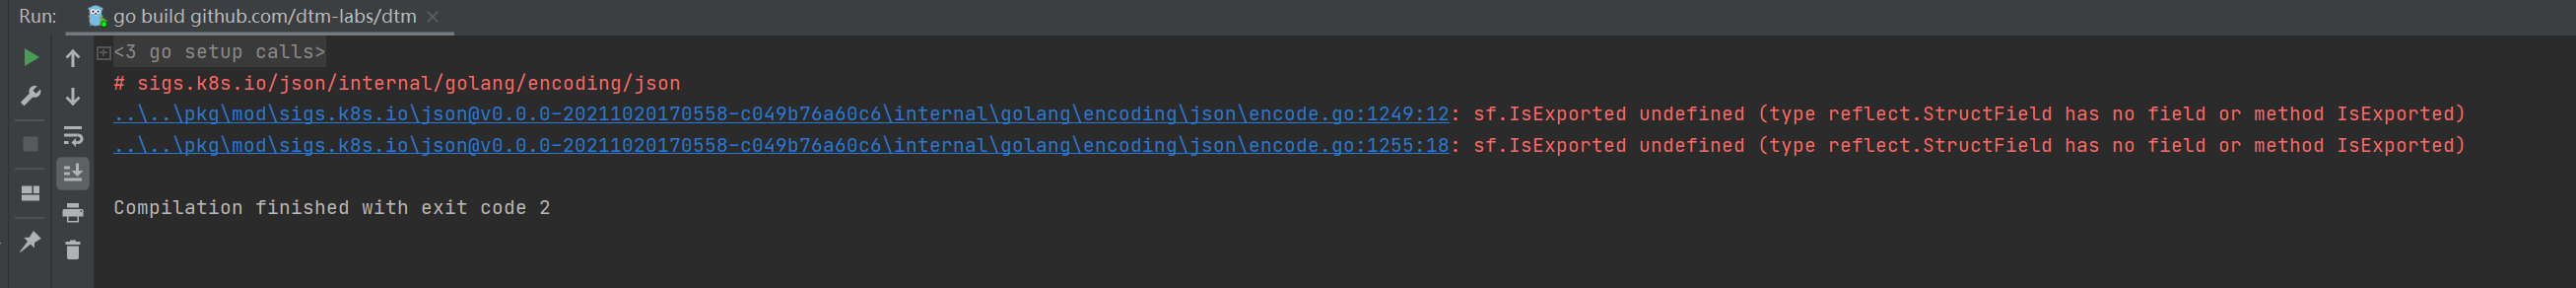 Run: go build github.com/dtm-labs/dtm
<3 go setup calls>
# sigs.k8s.io/json/internal/golang/encoding/json
..\..\pkg\mod\sigs.k8s.io\json@v0.0.0-20211020170558-c049b76a60c6\internal\golang\encoding\json\encode.go:1249:12: sf.IsExported undefined (type reflect.StructField has no field or method IsExported)
..\..\pkg\mod\sigs.k8s.io\json@v0.0.0-20211020170558-c049b76a60c6\internal\golang\encoding\json\encode.go:1255:18: sf.IsExported undefined (type reflect.StructField has no field or method IsExported)
Compilation finished with exit code 2